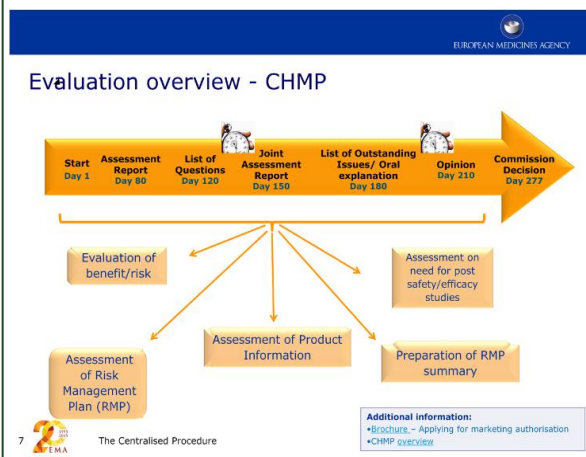 EUROPEAN MEDICINES AGENCY
Evaluation overview - CHMP
Start
Day 1
Assessment
Report
Day 80
List of
Questions
Day 120
Joint
Assessment
Report
Day 150
List of Outstanding
Issues/ Oral
explanation
Day 180
Opinion
Day 210
Commission
Decision
Day 277
Evaluation of
benefit/risk
Assessment on
need for post
safety/efficacy
studies
Assessment of Product
Information
Assessment
of Risk
Management
Plan (RMP)
Preparation of RMP
summary
7
EMA
The Centralised Procedure
Additional information:
•Brochure – Applying for marketing authorisation
•CHMP overview